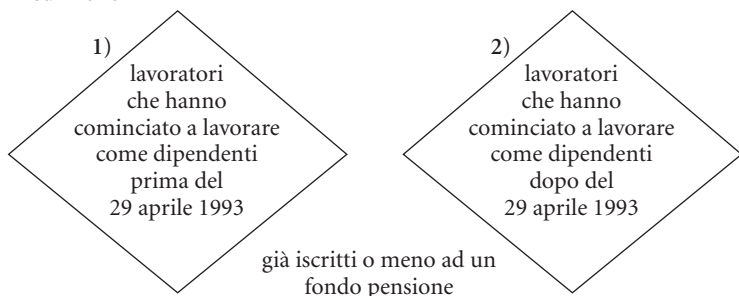 1)
lavoratori
che hanno
cominciato a lavorare
come dipendenti
prima del
29 aprile 1993
2)
lavoratori
che hanno
cominciato a lavorare
come dipendenti
dopo del
29 aprile 1993
già iscritti o meno ad un
fondo pensione